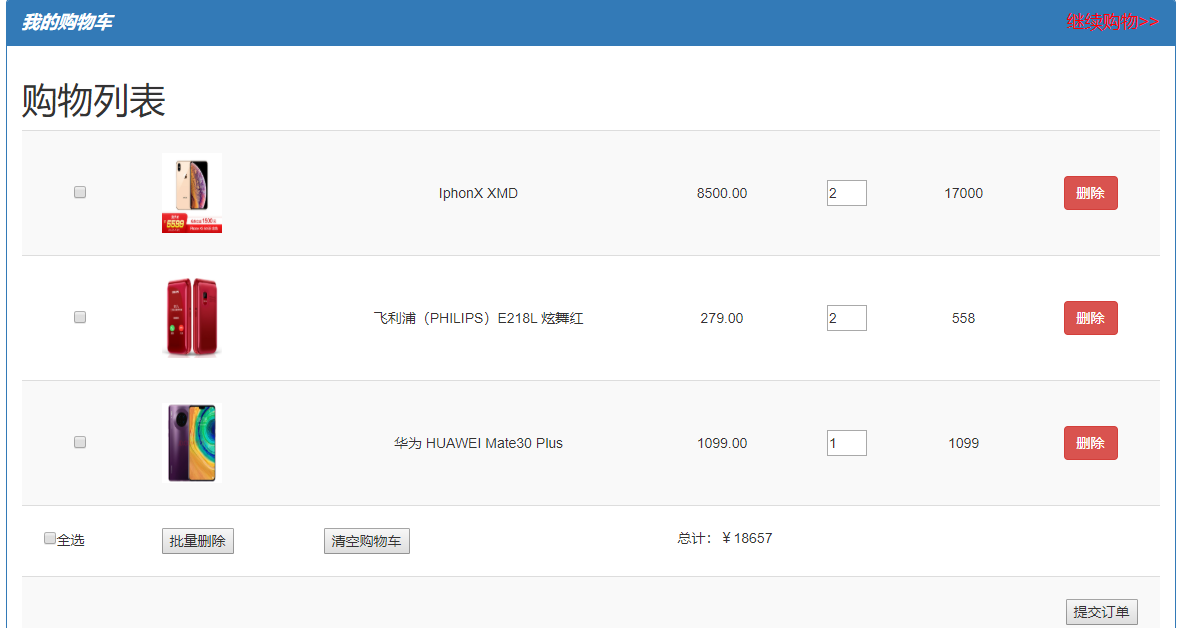 我的购物车 继续购物>>
购物列表
IphonX XMD 8500.00 2 17000 删除
飞利浦（PHILIPS）E218L 炫舞红 279.00 2 558 删除
华为 HUAWEI Mate30 Plus 1099.00 1 1099 删除
全选 批量删除 清空购物车 总计：￥18657
提交订单